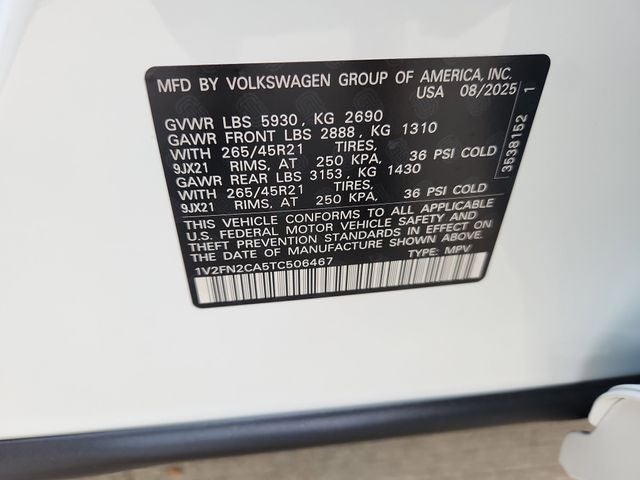 MFD BY VOLKSWAGEN GROUP OF AMERICA, INC.
USA 08/2025
GVWR LBS 5930, KG 2690
GAWR FRONT LBS 2888, KG 1310
WITH 265/45R21 TIRES,
9JX21 RIMS, AT 250 KPA, 36 PSI COLD
GAWR REAR LBS 3153, KG 1430
WITH 265/45R21 TIRES,
9JX21 RIMS, AT 250 KPA, 36 PSI COLD
THIS VEHICLE CONFORMS TO ALL APPLICABLE
U.S. FEDERAL MOTOR VEHICLE SAFETY AND
THEFT PREVENTION STANDARDS IN EFFECT ON
THE DATE OF MANUFACTURE SHOWN ABOVE.
1V2FN2CA5TC506467 TYPE: MPV
3538152 1